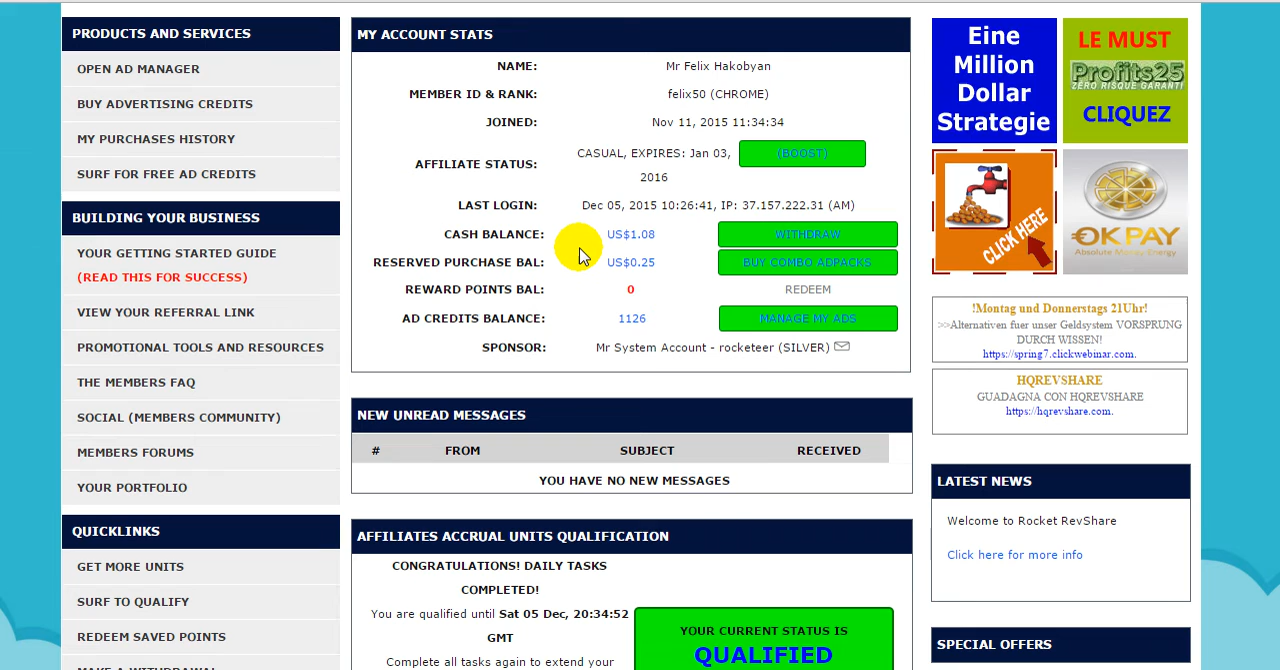 PRODUCTS AND SERVICES
OPEN AD MANAGER
BUY ADVERTISING CREDITS
MY PURCHASES HISTORY
SURF FOR FREE AD CREDITS
BUILDING YOUR BUSINESS
YOUR GETTING STARTED GUIDE
(READ THIS FOR SUCCESS)
VIEW YOUR REFERRAL LINK
PROMOTIONAL TOOLS AND RESOURCES
THE MEMBERS FAQ
SOCIAL (MEMBERS COMMUNITY)
MEMBERS FORUMS
YOUR PORTFOLIO
QUICKLINKS
GET MORE UNITS
SURF TO QUALIFY
REDEEM SAVED POINTS
MAKE A WITHDRAWAL
MY ACCOUNT STATS
NAME: Mr Felix Hakobyan
MEMBER ID & RANK: felix50 (CHROME)
JOINED: Nov 11, 2015 11:34:34
AFFILIATE STATUS: CASUAL, EXPIRES: Jan 03, 2016 (BOOST)
LAST LOGIN: Dec 05, 2015 10:26:41, IP: 37.157.222.31 (AM)
CASH BALANCE: US$1.08 WITHDRAW
RESERVED PURCHASE BAL: US$0.25 BUY COMBO ADPACKS
REWARD POINTS BAL: 0 REDEEM
AD CREDITS BALANCE: 1126 MANAGE MY ADS
SPONSOR: Mr System Account - rocketeer (SILVER)
NEW UNREAD MESSAGES
# FROM SUBJECT RECEIVED
YOU HAVE NO NEW MESSAGES
AFFILIATES ACCRUAL UNITS QUALIFICATION
CONGRATULATIONS! DAILY TASKS
COMPLETED!
You are qualified until Sat 05 Dec, 20:34:52
GMT
Complete all tasks again to extend your
YOUR CURRENT STATUS IS
QUALIFIED
Eine
Million
Dollar
Strategie
LE MUST
Profits25
ZERO RISQUE GARANTI
CLIQUEZ
CLICK HERE
OKPAY
Absolute Money Energy
!Montag und Donnerstags 21Uhr!
>>Alternativen fuer unser Geldsystem VORSPRUNG
DURCH WISSEN!
https://spring7.clickwebinar.com.
HQREVSHARE
GUADAGNA CON HQREVSHARE
https://hqrevshare.com.
LATEST NEWS
Welcome to Rocket RevShare
Click here for more info
SPECIAL OFFERS